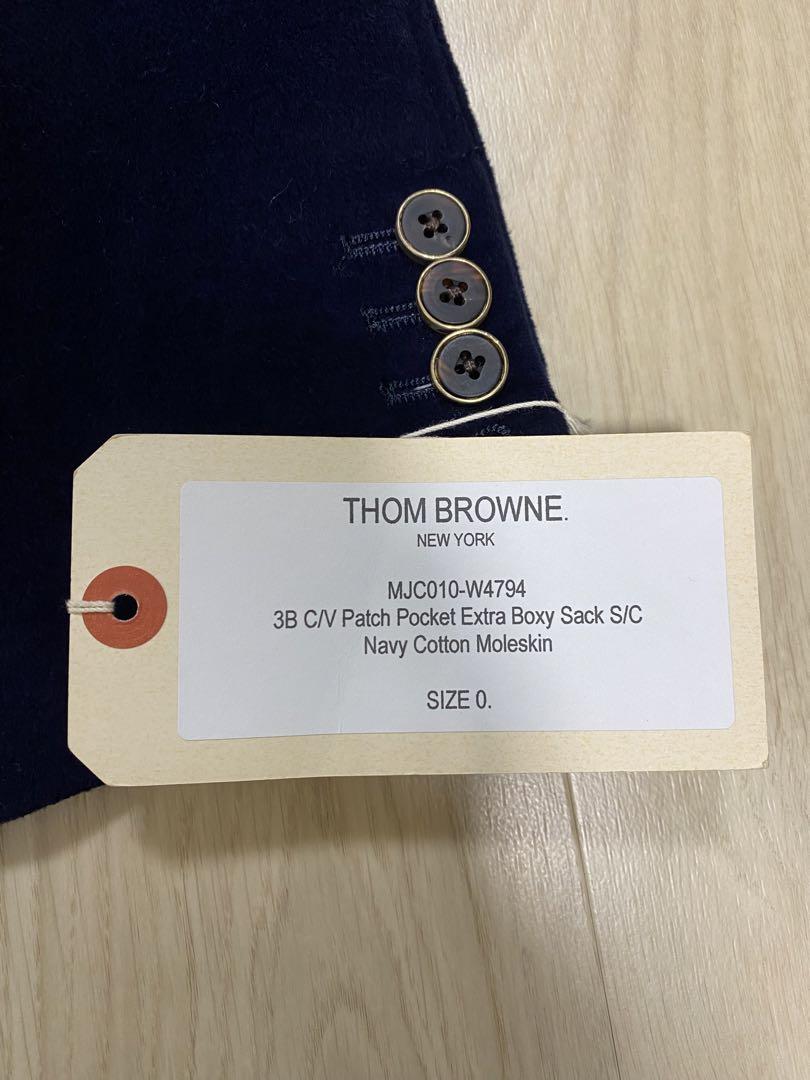 THOM BROWNE.
NEW YORK
MJC010-W4794
3B C/V Patch Pocket Extra Boxy Sack S/C
Navy Cotton Moleskin
SIZE 0.